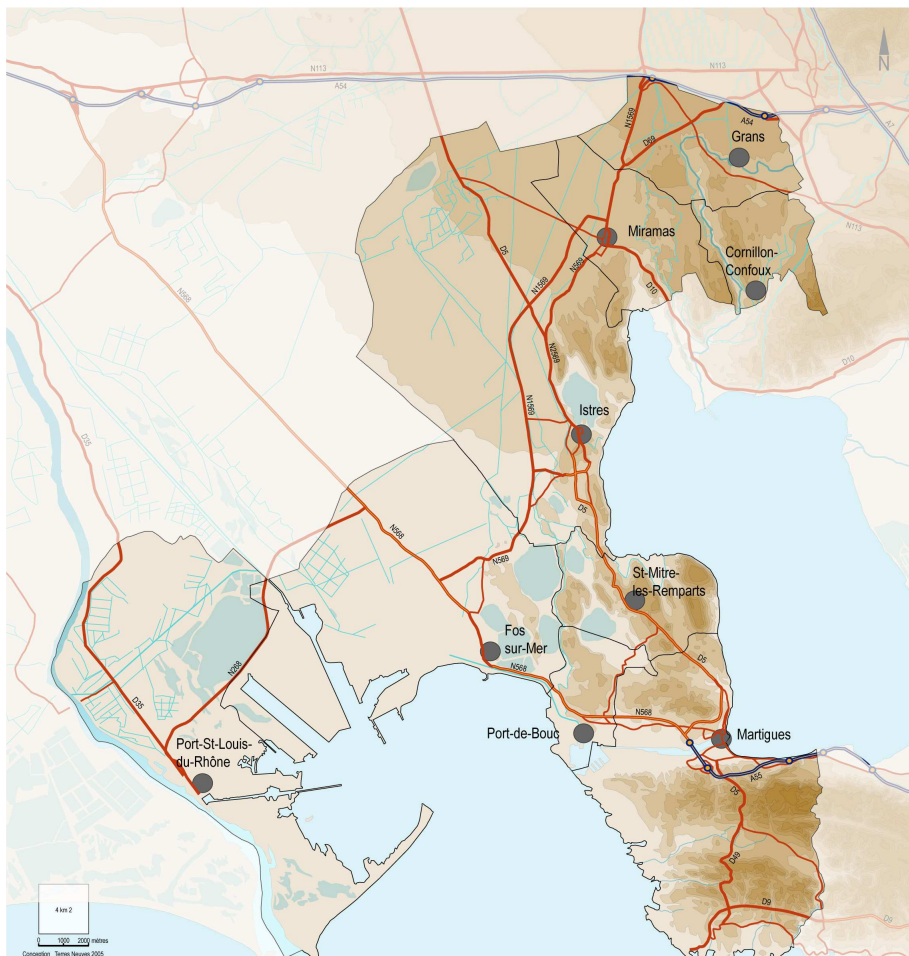 N113
N113
A54
N
N1569
A54
A7
D69
Grans
N113
Miramas
D5
N569
Cornillon-
Confoux
N1569
D10
N568
N2569
D10
Istres
N1569
D35
D5
N568
N569
St-Mitre-
les-Remparts
Fos
sur-Mer
D5
N568
N268
D35
N568
Port-St-Louis-
du-Rhône
Port-de-Bouc
Martigues
A55
D5
D49
D9
D9
4 km 2
0 1000 2000 mètres
Conception Terres Neuves 2005